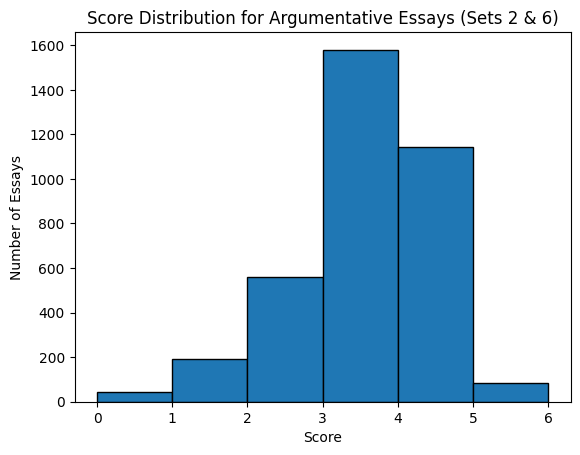 Score Distribution for Argumentative Essays (Sets 2 & 6)
1600
1400
1200
1000
800
600
400
200
0
Number of Essays
0 1 2 3 4 5 6
Score